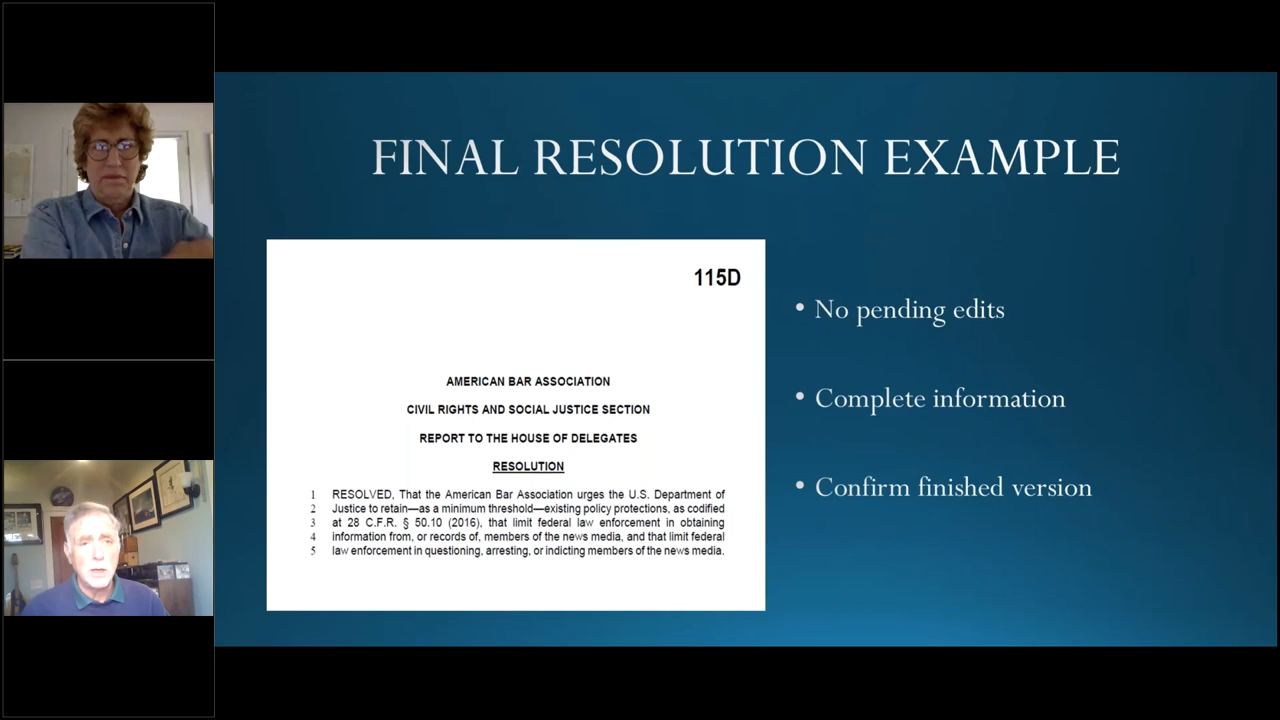 FINAL RESOLUTION EXAMPLE
115D
AMERICAN BAR ASSOCIATION
CIVIL RIGHTS AND SOCIAL JUSTICE SECTION
REPORT TO THE HOUSE OF DELEGATES
RESOLUTION
1 RESOLVED, That the American Bar Association urges the U.S. Department of
2 Justice to retain—as a minimum threshold—existing policy protections, as codified
3 at 28 C.F.R. § 50.10 (2016), that limit federal law enforcement in obtaining
4 information from, or records of, members of the news media, and that limit federal
5 law enforcement in questioning, arresting, or indicting members of the news media.
• No pending edits
• Complete information
• Confirm finished version